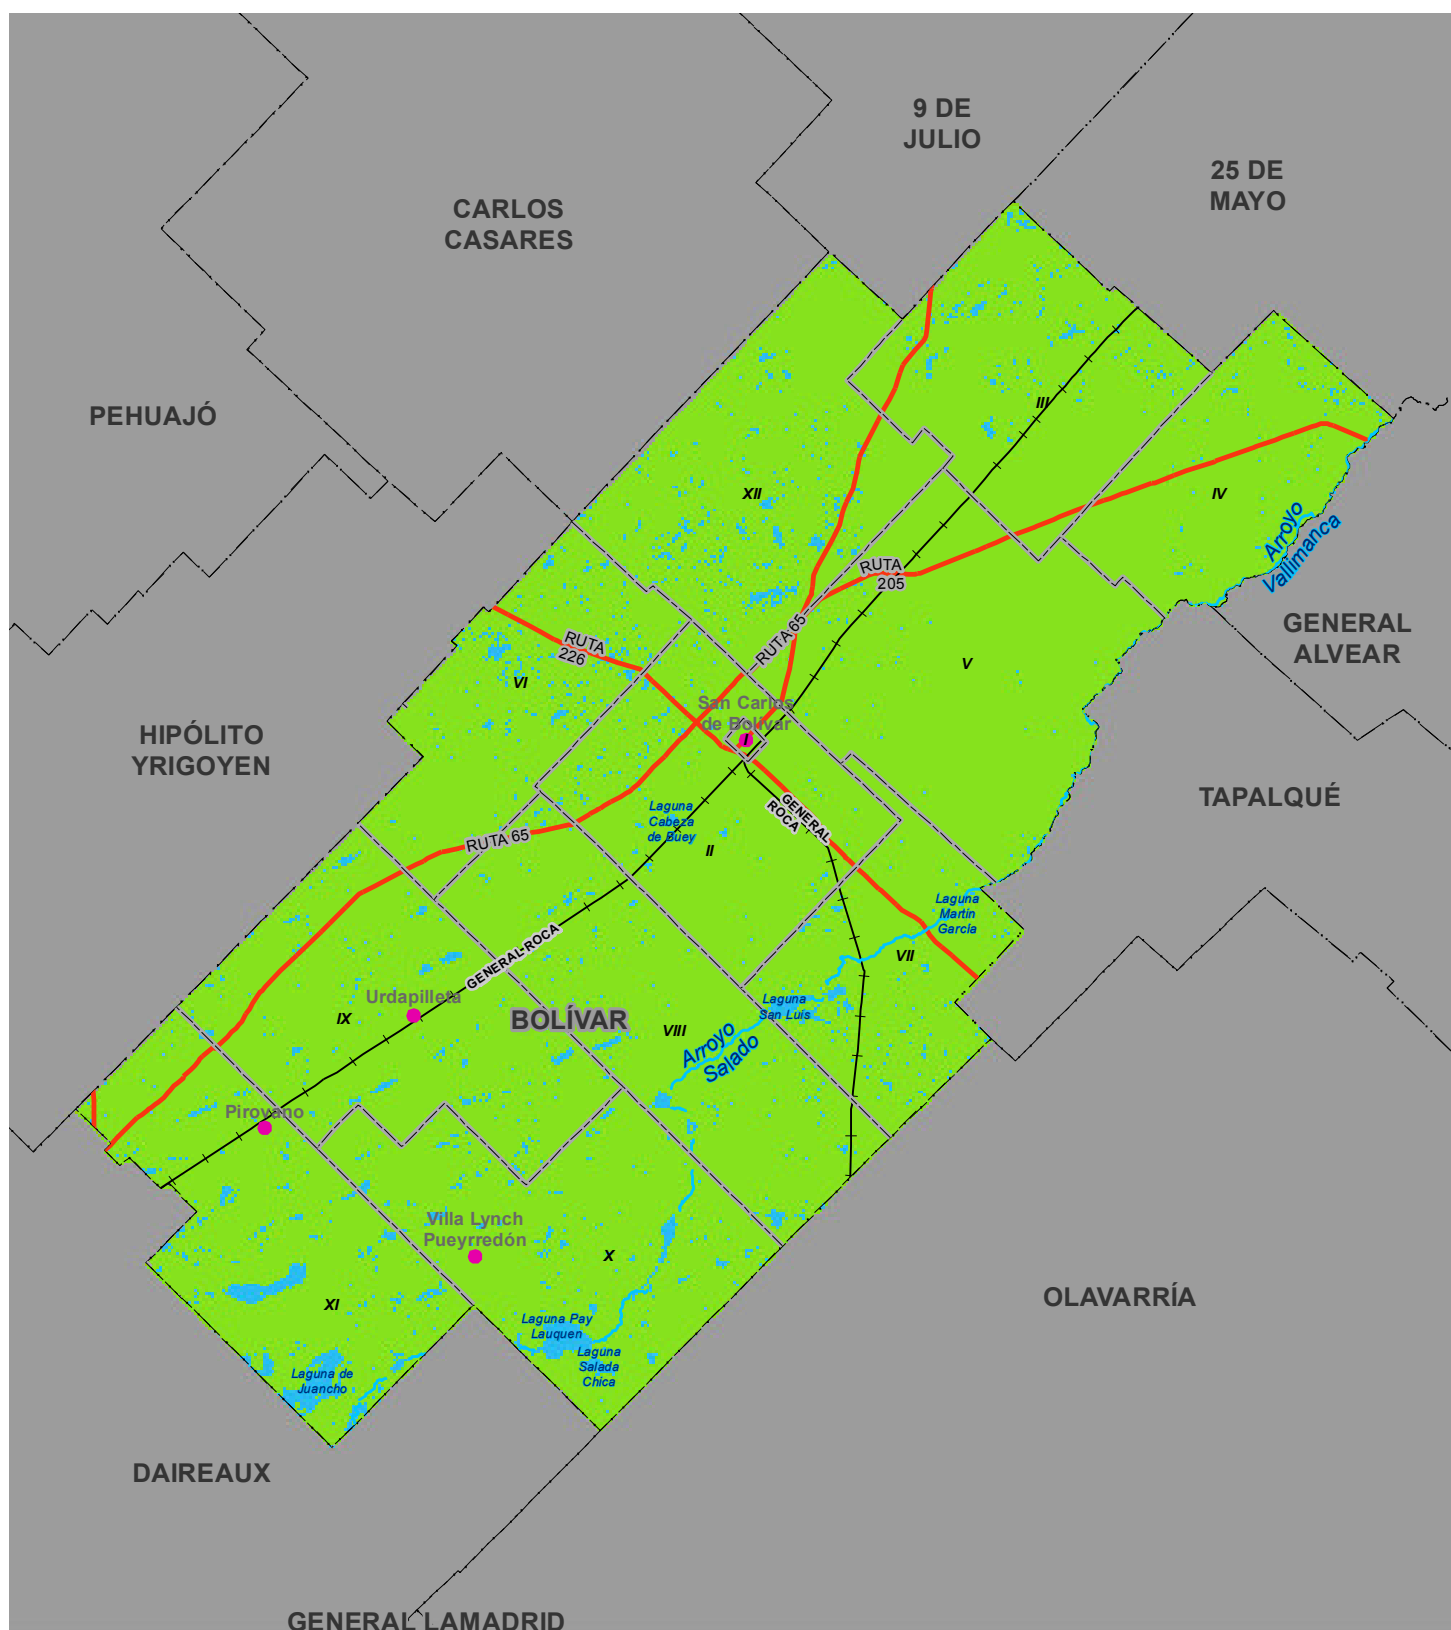 9 DE
JULIO
25 DE
MAYO
CARLOS
CASARES
PEHUAJÓ
III
XII
IV
Arroyo
Vallimanca
RUTA
205
GENERAL
ALVEAR
RUTA 65
RUTA
226
V
VI
San Carlos
de Bolívar
I
HIPÓLITO
YRIGOYEN
TAPALQUÉ
Laguna
Cabeza
de Buey
GENERAL
ROCA
RUTA 65
II
Laguna
Martín
García
GENERAL-ROCA
VII
Urdapilleta
IX
BOLÍVAR
VIII
Laguna
San Luis
Arroyo
Salado
Pirovano
Villa Lynch
Pueyrredón
X
XI
OLAVARRÍA
Laguna Pay
Lauquen
Laguna
Salada
Chica
Laguna de
Juancho
DAIREAUX
GENERAL LAMADRID